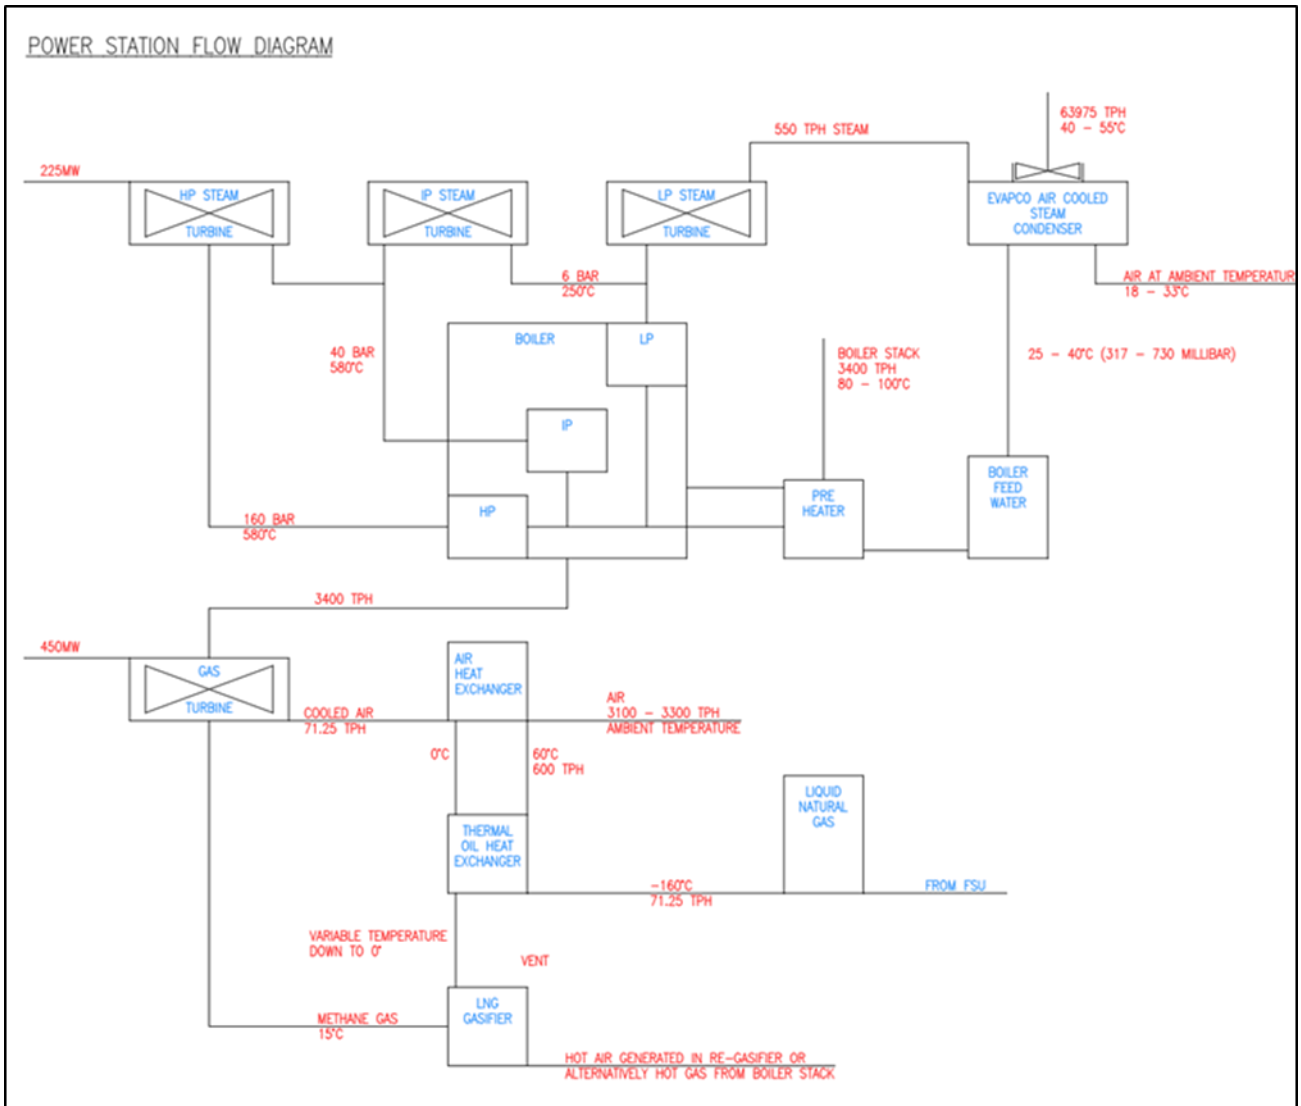 POWER STATION FLOW DIAGRAM
63975 TPH
40 – 55°C
550 TPH STEAM
225MW
HP STEAM
TURBINE
IP STEAM
TURBINE
LP STEAM
TURBINE
EVAPCO AIR COOLED
STEAM
CONDENSER
6 BAR
250°C
AIR AT AMBIENT TEMPERATUR
18 – 33°C
BOILER
LP
40 BAR
580°C
BOILER STACK
3400 TPH
80 – 100°C
25 – 40°C (317 – 730 MILLIBAR)
IP
HP
160 BAR
580°C
PRE
HEATER
BOILER
FEED
WATER
3400 TPH
450MW
GAS
TURBINE
AIR
HEAT
EXCHANGER
COOLED AIR
71.25 TPH
AIR
3100 – 3300 TPH
AMBIENT TEMPERATURE
0°C
60°C
600 TPH
THERMAL
OIL HEAT
EXCHANGER
LIQUID
NATURAL
GAS
–160°C
71.25 TPH
FROM FSU
VARIABLE TEMPERATURE
DOWN TO 0°
VENT
LNG
GASIFIER
METHANE GAS
15°C
HOT AIR GENERATED IN RE-GASIFIER OR
ALTERNATIVELY HOT GAS FROM BOILER STACK